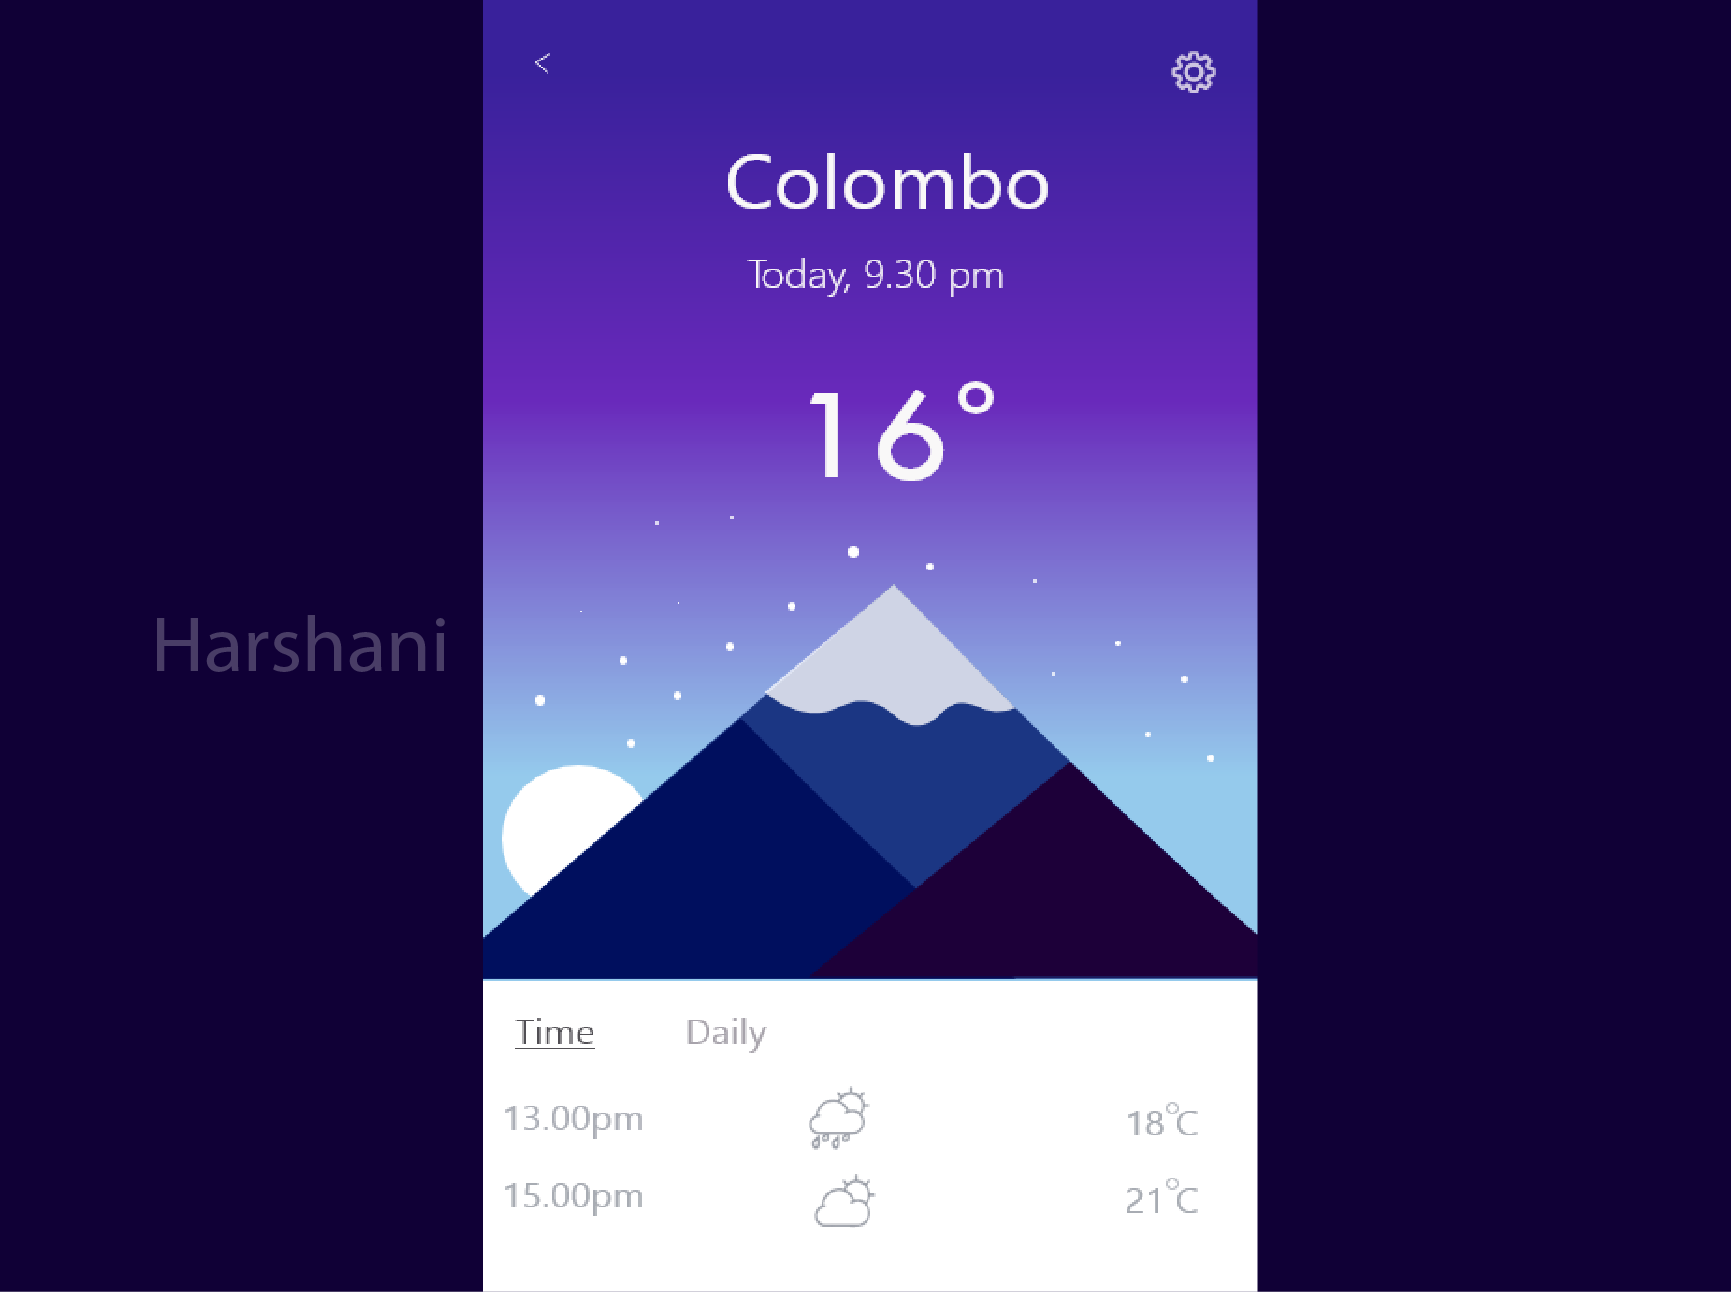 <
Colombo
Today, 9.30 pm
16°
Harshani
Time Daily
13.00pm 18°C
15.00pm 21°C